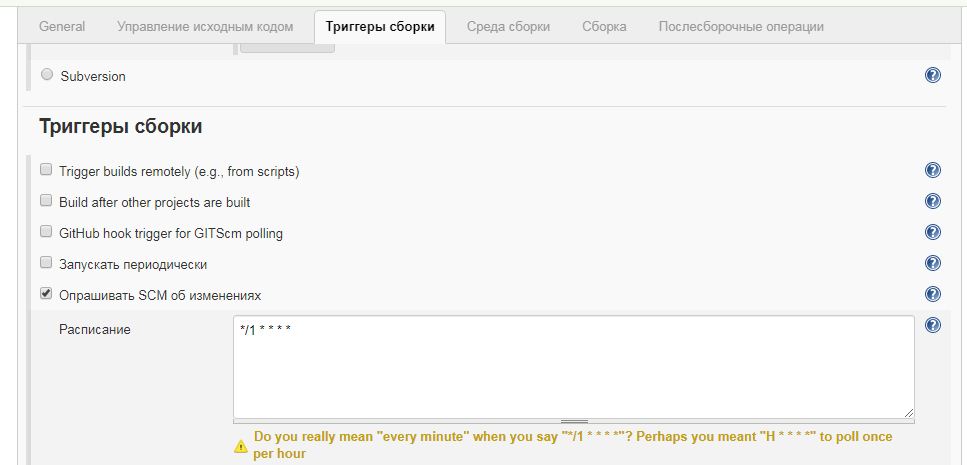 General Управление исходным кодом Триггеры сборки Среда сборки Сборка Послесборочные операции
Subversion
Триггеры сборки
Trigger builds remotely (e.g., from scripts)
Build after other projects are built
GitHub hook trigger for GITScm polling
Запускать периодически
Опрашивать SCM об изменениях
Расписание
*/1 * * * *
Do you really mean "every minute" when you say "*/1 * * * *"? Perhaps you meant "H * * * *" to poll once
per hour